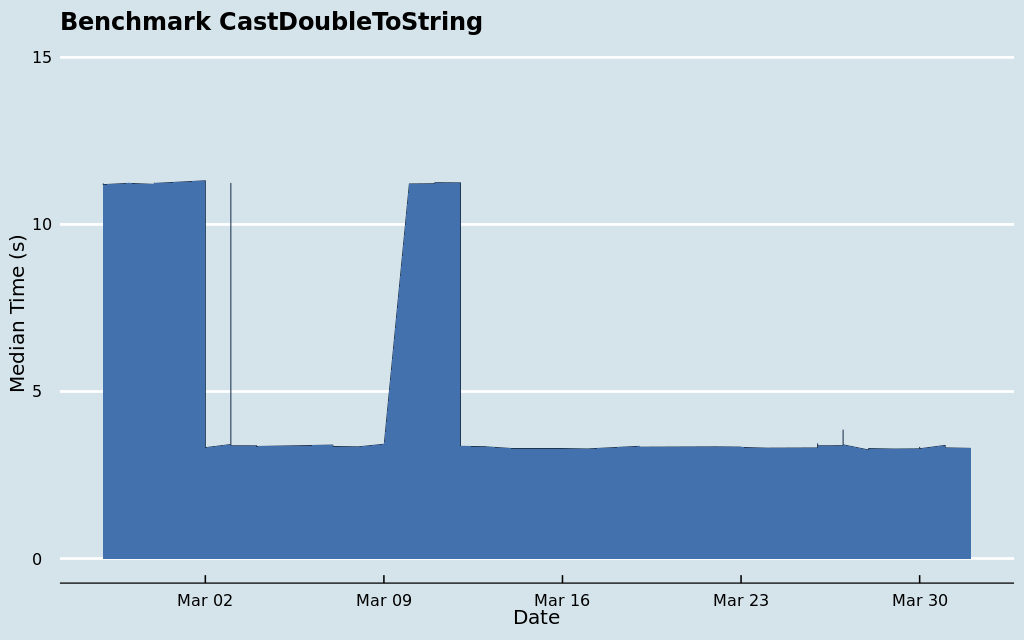 Benchmark CastDoubleToString
15
10
5
0
Median Time (s)
Mar 02
Mar 09
Mar 16
Mar 23
Mar 30
Date